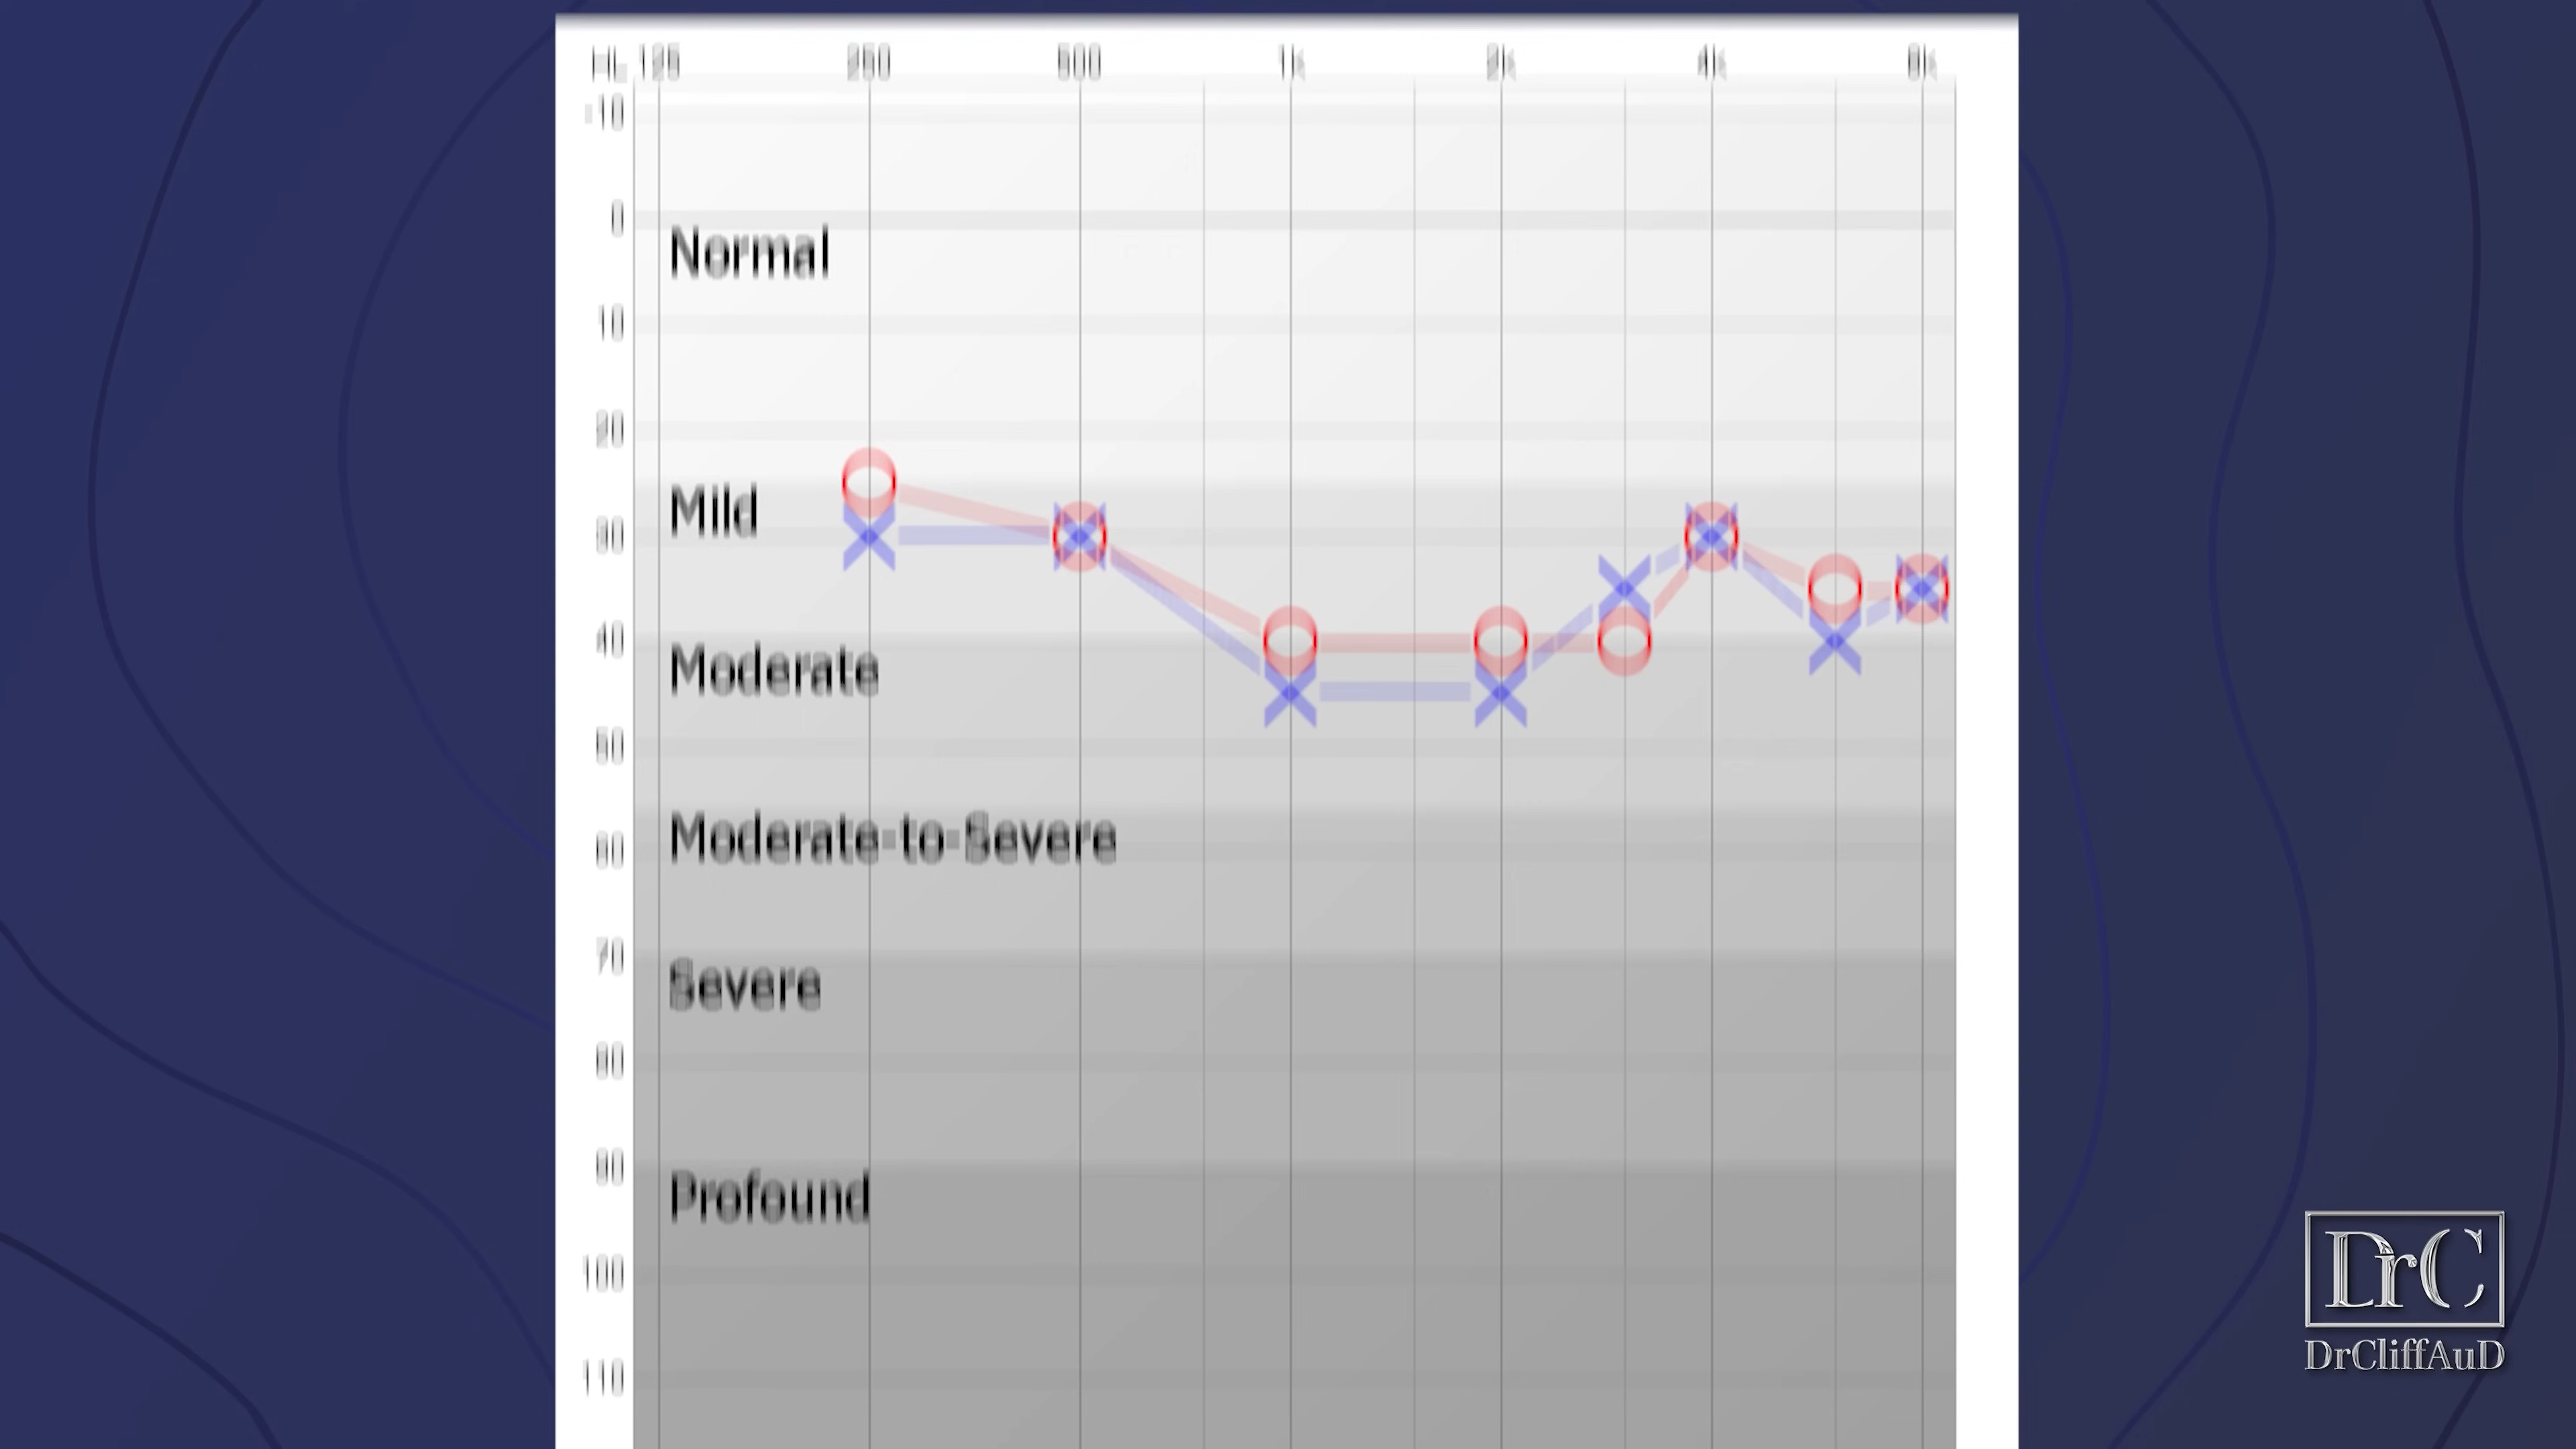 HL 125 250 500 1k 2k 4k 8k
-10
0
Normal
10
20
Mild
30
40
Moderate
50
Moderate-to-Severe
60
70
Severe
80
90
Profound
100
110
DrC
DrCliffAuD